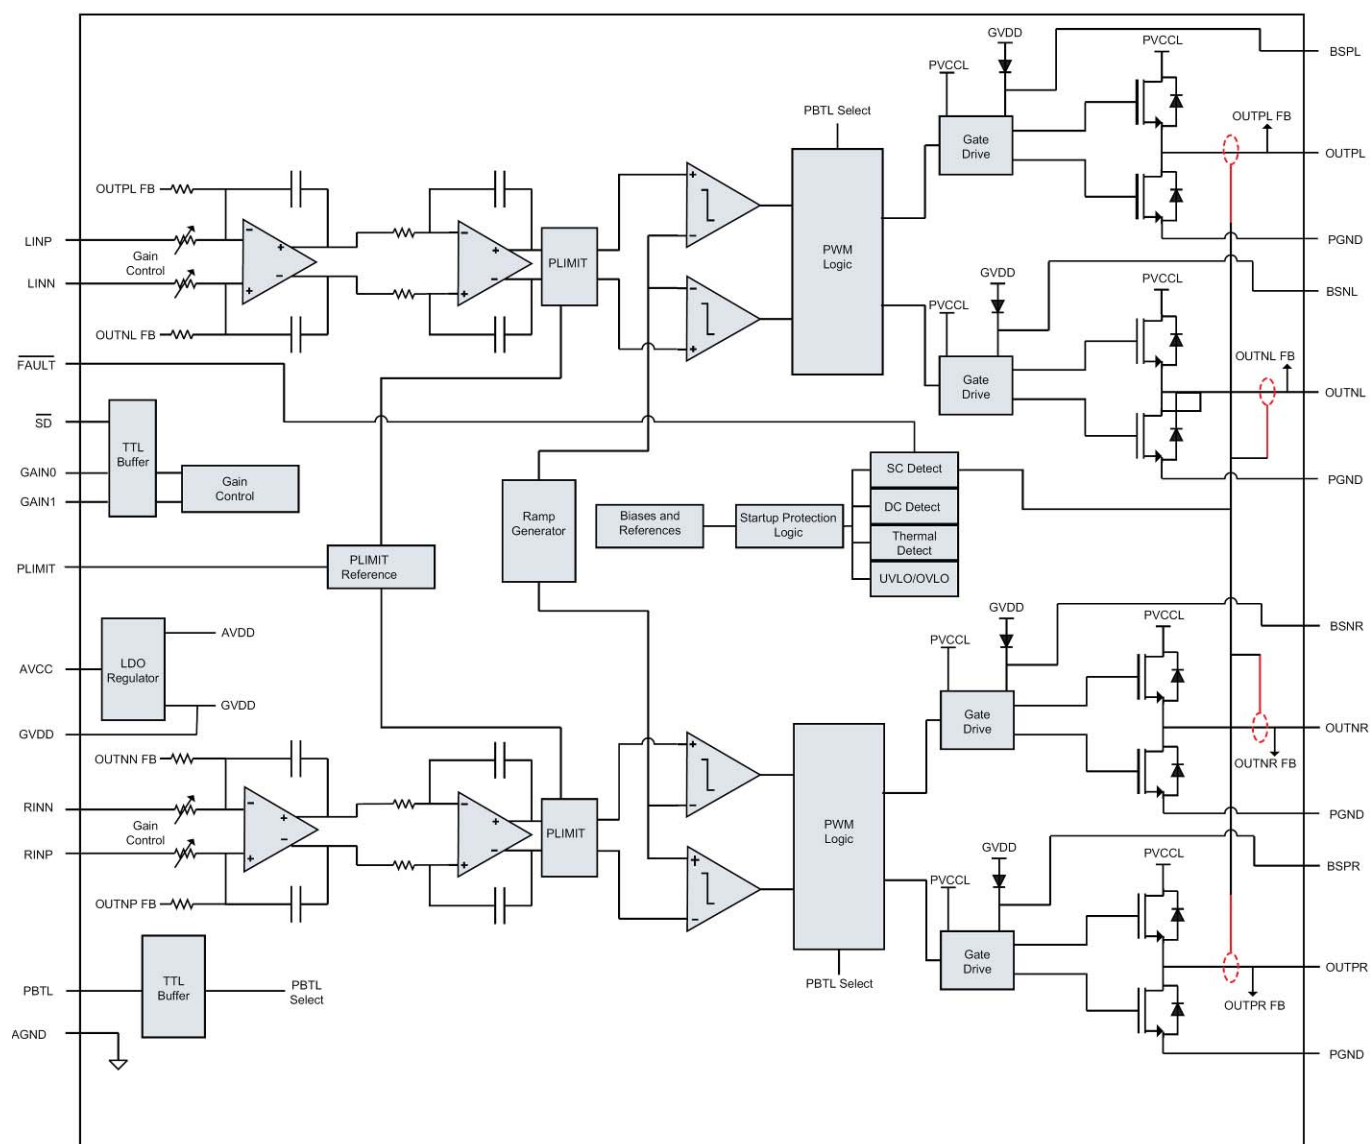 GVDD
PVCCL
BSPL
PVCCL
PBTL Select
OUTPL FB
Gate
Drive
OUTPL
OUTPL FB
+
-
PWM
Logic
LINP
Gain
Control
LINN
-
+
+
-
-
+
+
-
PLIMIT
PGND
GVDD
PVCCL
BSNL
-
+
PVCCL
OUTNL FB
OUTNL FB
FAULT
Gate
Drive
OUTNL
SD
TTL
Buffer
GAIN0
GAIN1
Gain
Control
SC Detect
PGND
Ramp
Generator
Biases and
References
Startup Protection
Logic
DC Detect
Thermal
Detect
UVLO/OVLO
PLIMIT
PLIMIT
Reference
GVDD
PVCCL
BSNR
AVDD
PVCCL
AVCC
LDO
Regulator
GVDD
GVDD
Gate
Drive
OUTNR
OUTNN FB
+
-
OUTNR FB
RINN
Gain
Control
RINP
-
+
+
-
-
+
+
-
PLIMIT
PWM
Logic
PGND
GVDD
PVCCL
BSPR
+
-
PVCCL
OUTNP FB
Gate
Drive
OUTPR
PBTL
TTL
Buffer
PBTL
Select
PBTL Select
OUTPR FB
AGND
PGND